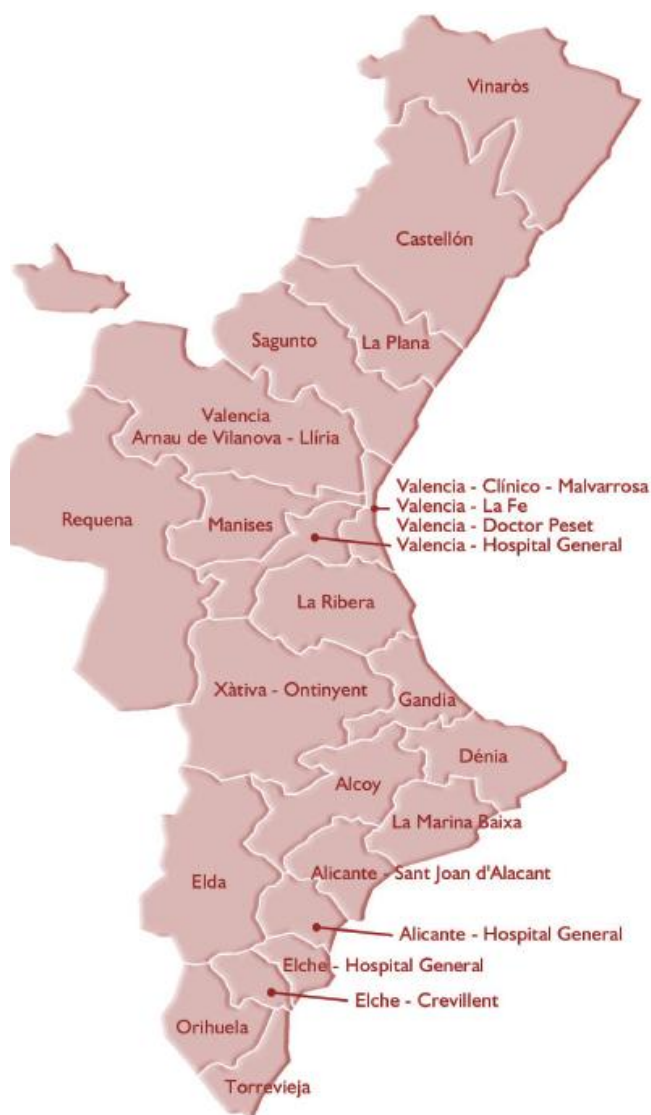 Vinaròs
Castellón
Sagunto
La Plana
Valencia
Arnau de Vilanova - Llíria
Valencia - Clínico - Malvarrosa
Valencia - La Fe
Valencia - Doctor Peset
Valencia - Hospital General
Requena
Manises
La Ribera
Xàtiva - Ontinyent
Gandia
Dénia
Alcoy
La Marina Baixa
Elda
Alicante - Sant Joan d'Alacant
Alicante - Hospital General
Elche - Hospital General
Elche - Crevillent
Orihuela
Torrevieja